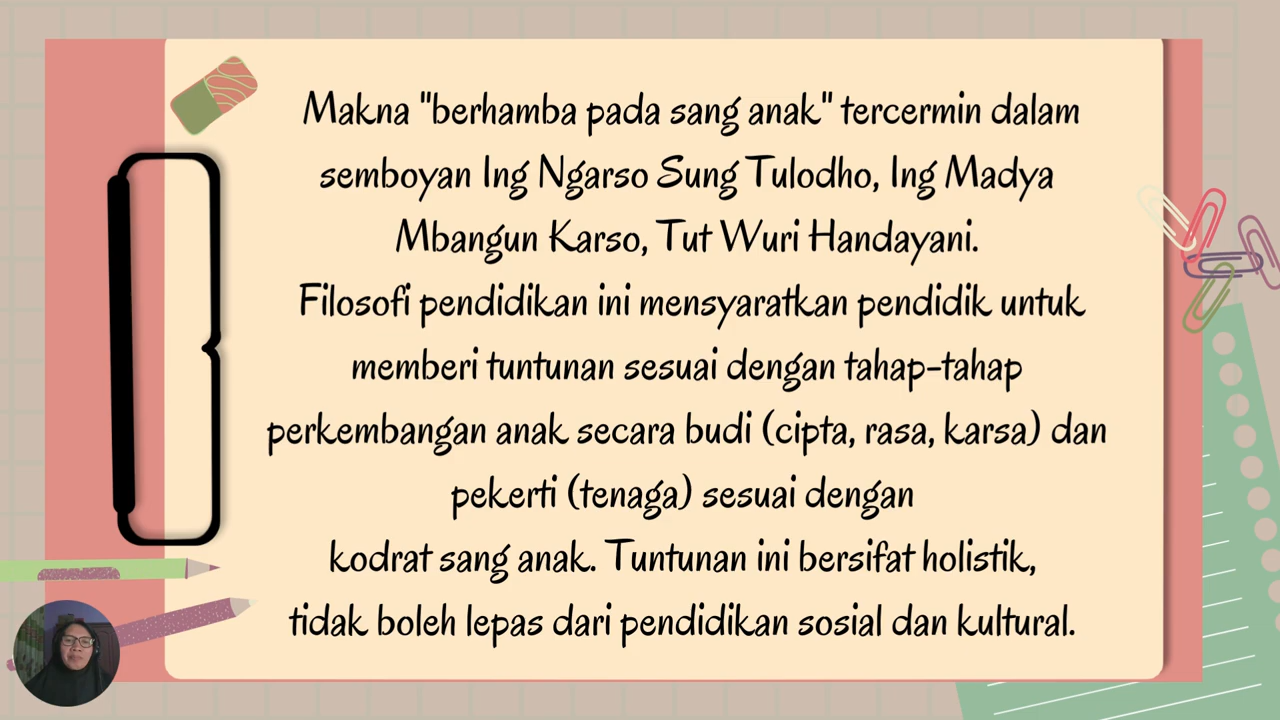 Makna "berhamba pada sang anak" tercermin dalam
semboyan Ing Ngarso Sung Tulodho, Ing Madya
Mbangun Karso, Tut Wuri Handayani.
Filosofi pendidikan ini mensyaratkan pendidik untuk
memberi tuntunan sesuai dengan tahap-tahap
perkembangan anak secara budi (cipta, rasa, karsa) dan
pekerti (tenaga) sesuai dengan
kodrat sang anak. Tuntunan ini bersifat holistik,
tidak boleh lepas dari pendidikan sosial dan kultural.